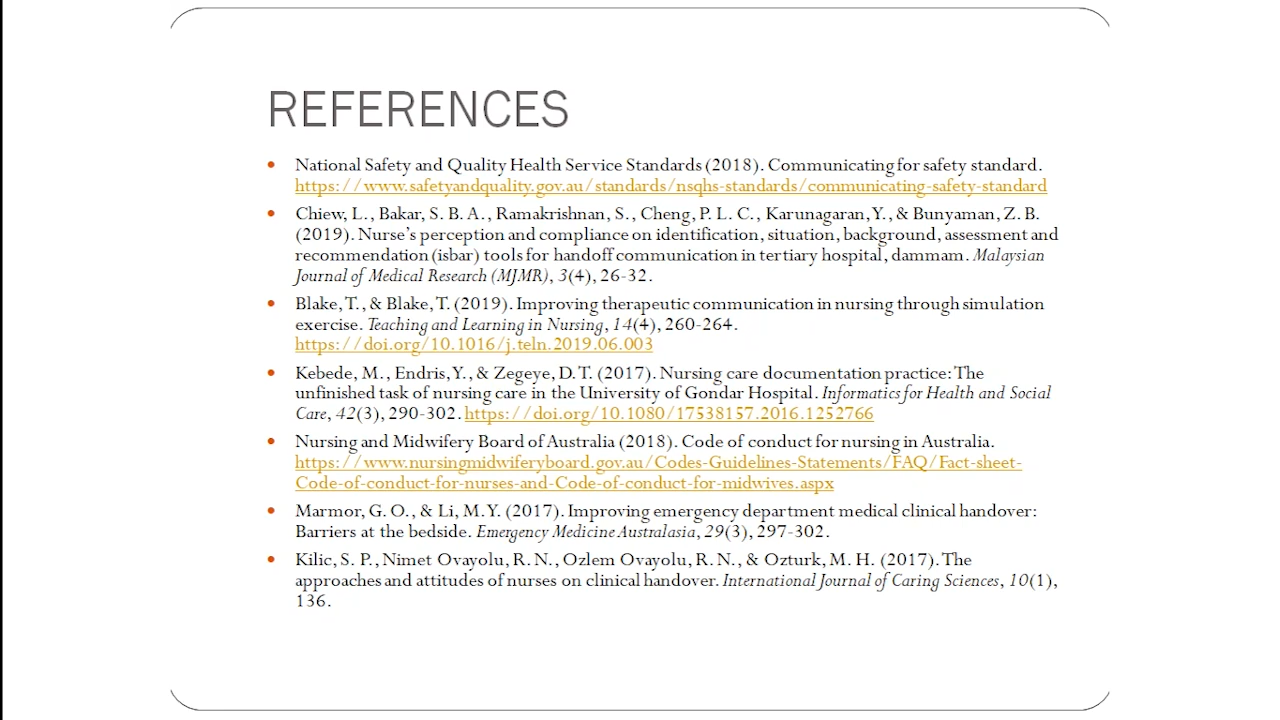 REFERENCES
• National Safety and Quality Health Service Standards (2018). Communicating for safety standard.
https://www.safetyandquality.gov.au/standards/nsqhs-standards/communicating-safety-standard
• Chiew, L., Bakar, S. B. A., Ramakrishnan, S., Cheng, P. L. C., Karunagaran, Y., & Bunyaman, Z. B.
(2019). Nurse's perception and compliance on identification, situation, background, assessment and
recommendation (isbar) tools for handoff communication in tertiary hospital, dammam. Malaysian
Journal of Medical Research (MJMR), 3(4), 26-32.
• Blake, T., & Blake, T. (2019). Improving therapeutic communication in nursing through simulation
exercise. Teaching and Learning in Nursing, 14(4), 260-264.
https://doi.org/10.1016/j.teln.2019.06.003
• Kebede, M., Endris, Y., & Zegeye, D. T. (2017). Nursing care documentation practice: The
unfinished task of nursing care in the University of Gondar Hospital. Informatics for Health and Social
Care, 42(3), 290-302. https://doi.org/10.1080/17538157.2016.1252766
• Nursing and Midwifery Board of Australia (2018). Code of conduct for nursing in Australia.
https://www.nursingmidwiferyboard.gov.au/Codes-Guidelines-Statements/FAQ/Fact-sheet-
Code-of-conduct-for-nurses-and-Code-of-conduct-for-midwives.aspx
• Marmor, G. O., & Li, M. Y. (2017). Improving emergency department medical clinical handover:
Barriers at the bedside. Emergency Medicine Australasia, 29(3), 297-302.
• Kilic, S. P., Nimet Ovayolu, R. N., Ozlem Ovayolu, R. N., & Ozturk, M. H. (2017). The
approaches and attitudes of nurses on clinical handover. International Journal of Caring Sciences, 10(1),
136.